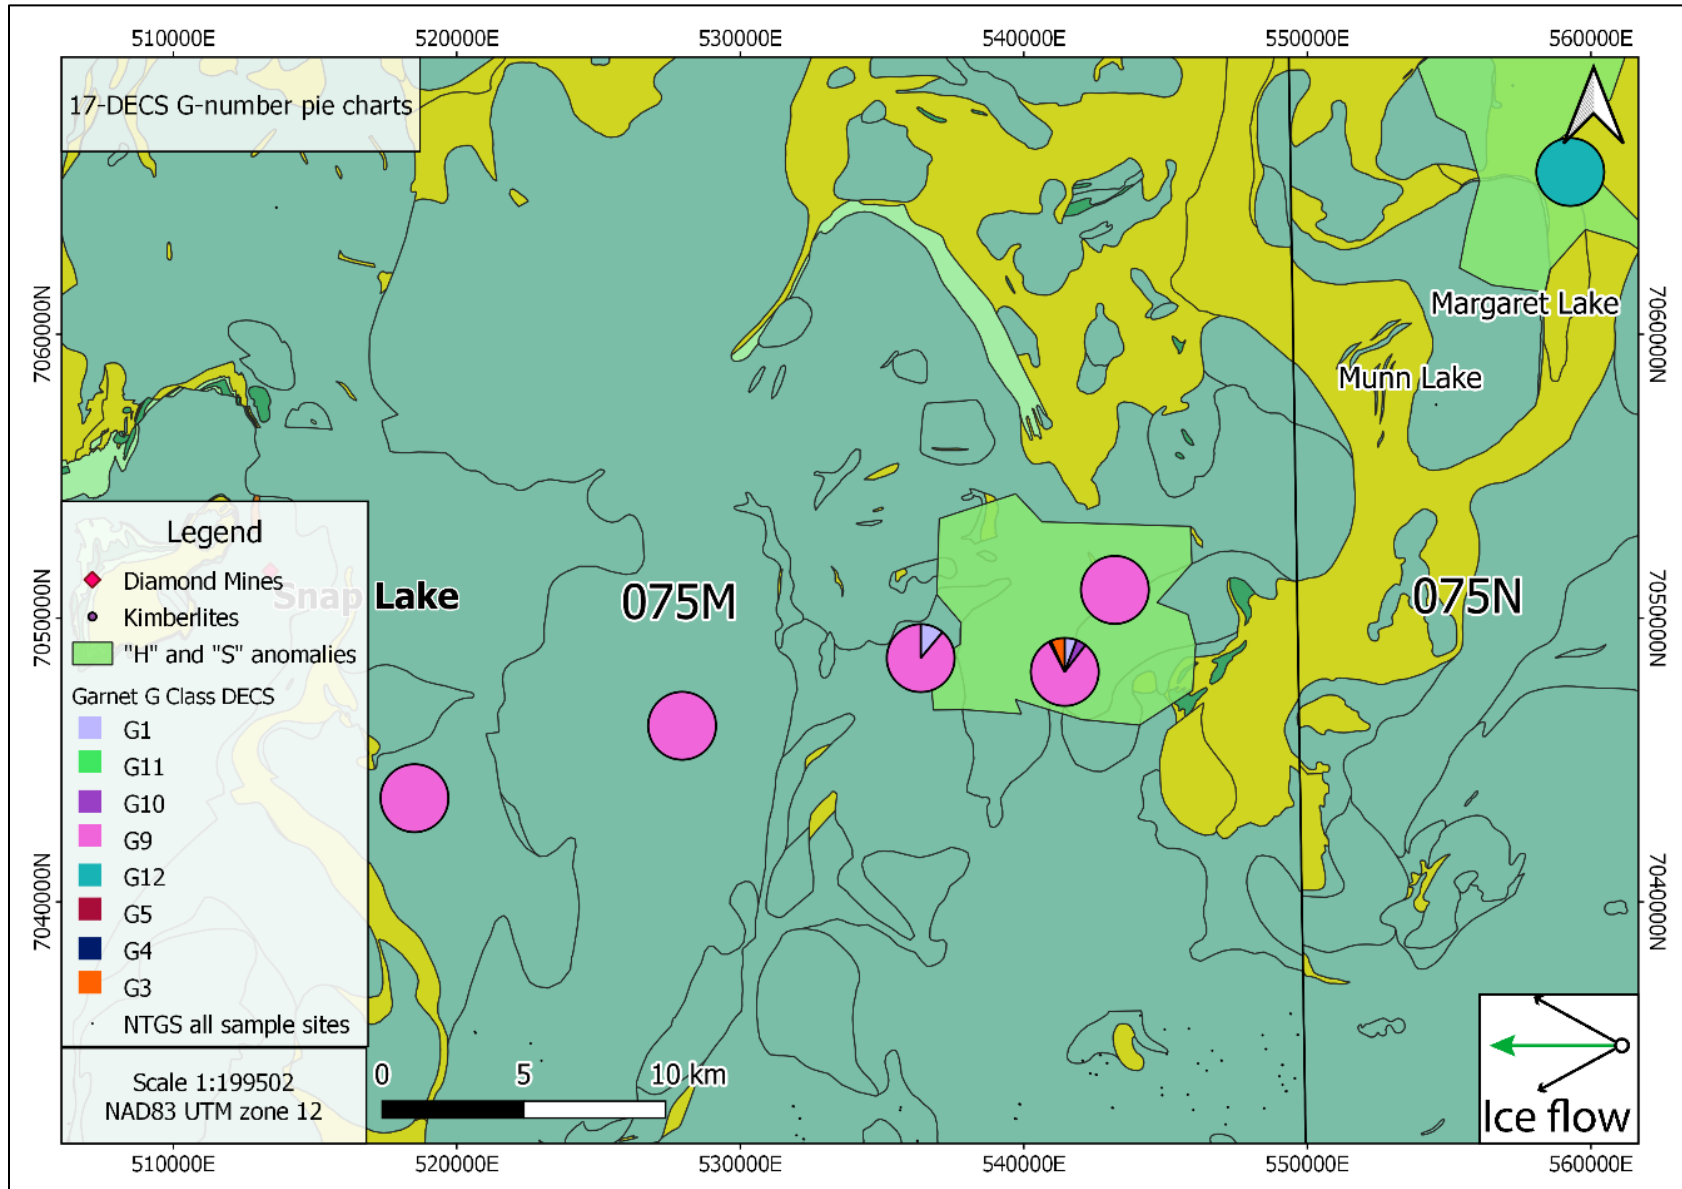 510000E 520000E 530000E 540000E 550000E 560000E
17-DECS G-number pie charts
7060000N
7050000N
7040000N
7060000N
7050000N
7040000N
Margaret Lake
Munn Lake
Snap Lake
075M
075N
Legend
Diamond Mines
Kimberlites
"H" and "S" anomalies
Garnet G Class DECS
G1
G11
G10
G9
G12
G5
G4
G3
NTGS all sample sites
Scale 1:199502
NAD83 UTM zone 12
0 5 10 km
Ice flow
510000E 520000E 530000E 540000E 550000E 560000E